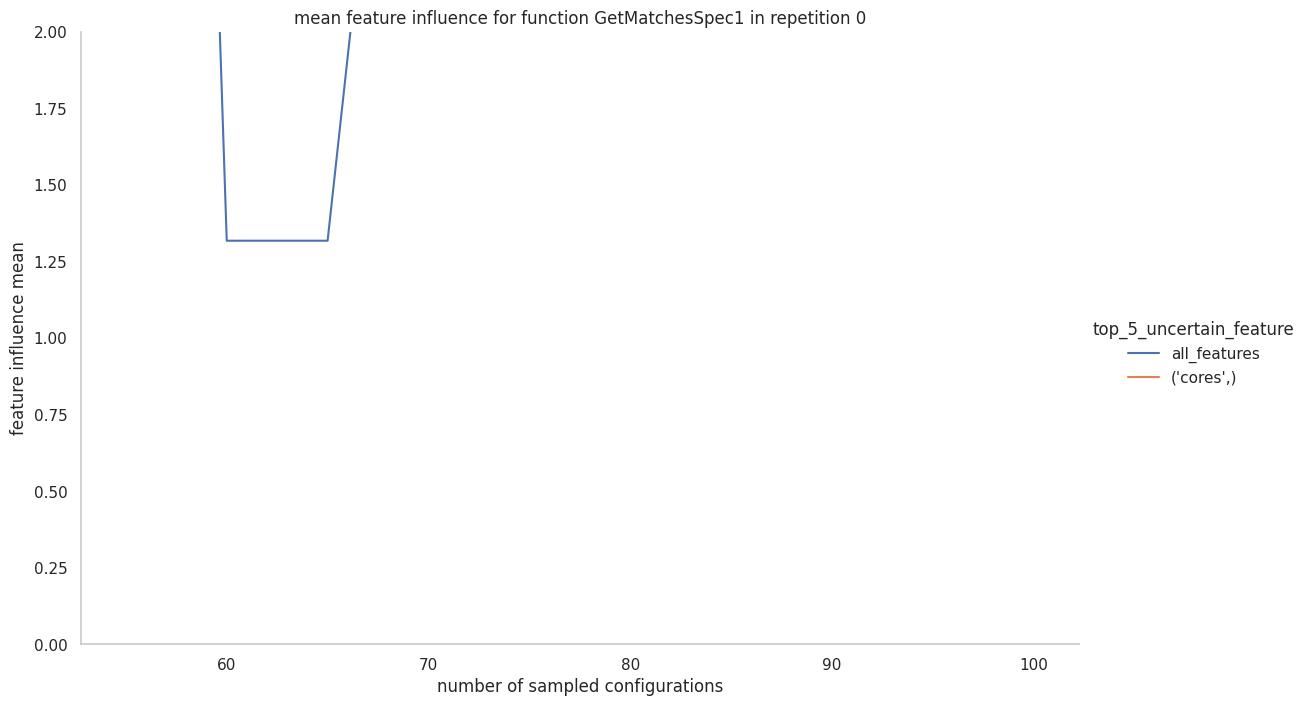 mean feature influence for function GetMatchesSpec1 in repetition 0
2.00
1.75
1.50
1.25
1.00
0.75
0.50
0.25
0.00
feature influence mean
60
70
80
90
100
number of sampled configurations
top_5_uncertain_feature
all_features
('cores',)